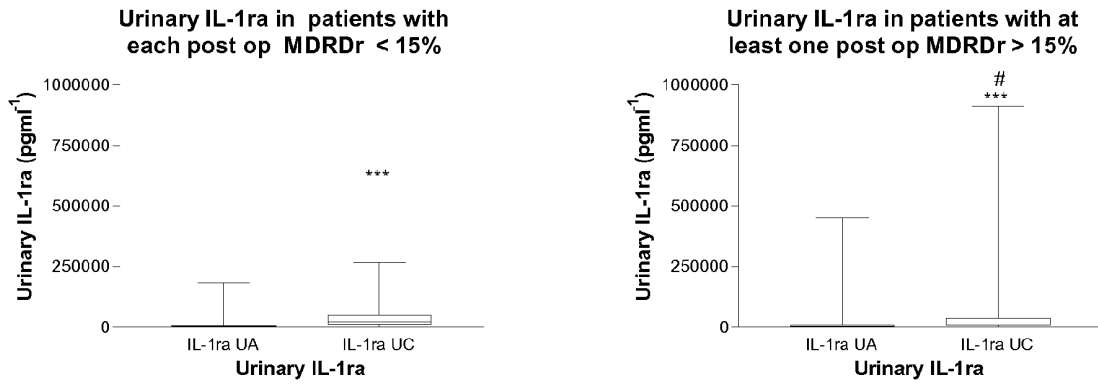 Urinary IL-1ra in patients with
each post op MDRDr < 15%
1000000
750000
500000
250000
0
Urinary IL-1ra (pgml-1)
***
IL-1ra UA
IL-1ra UC
Urinary IL-1ra
Urinary IL-1ra in patients with at
least one post op MDRDr > 15%
1000000
750000
500000
250000
0
Urinary IL-1ra (pgml-1)
#
***
IL-1ra UA
IL-1ra UC
Urinary IL-1ra